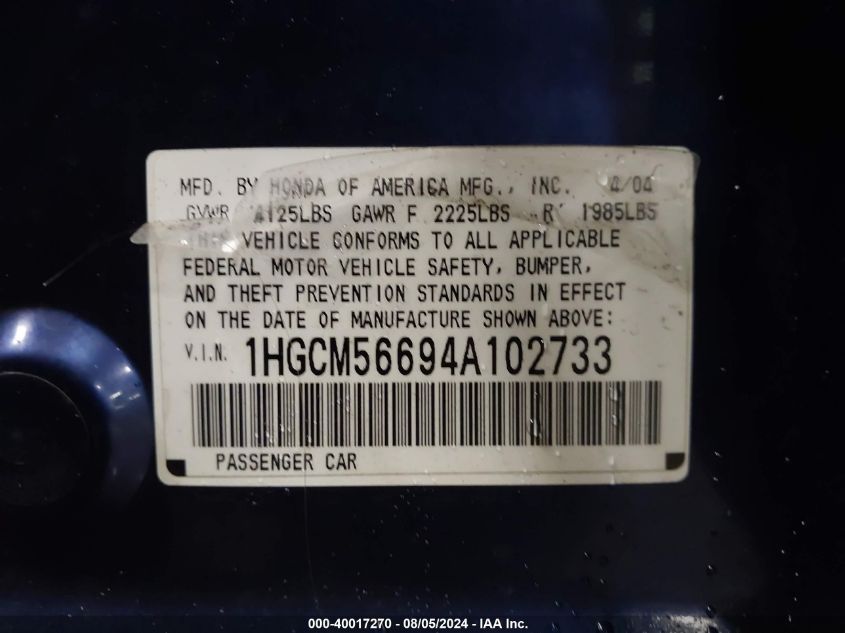 MFD. BY HONDA OF AMERICA MFG., INC. 4/04
GVWR 4125LBS GAWR F 2225LBS R 1985LBS
THIS VEHICLE CONFORMS TO ALL APPLICABLE
FEDERAL MOTOR VEHICLE SAFETY, BUMPER,
AND THEFT PREVENTION STANDARDS IN EFFECT
ON THE DATE OF MANUFACTURE SHOWN ABOVE:
V.I.N. 1HGCM56694A102733
PASSENGER CAR
000-40017270 - 08/05/2024 - IAA Inc.